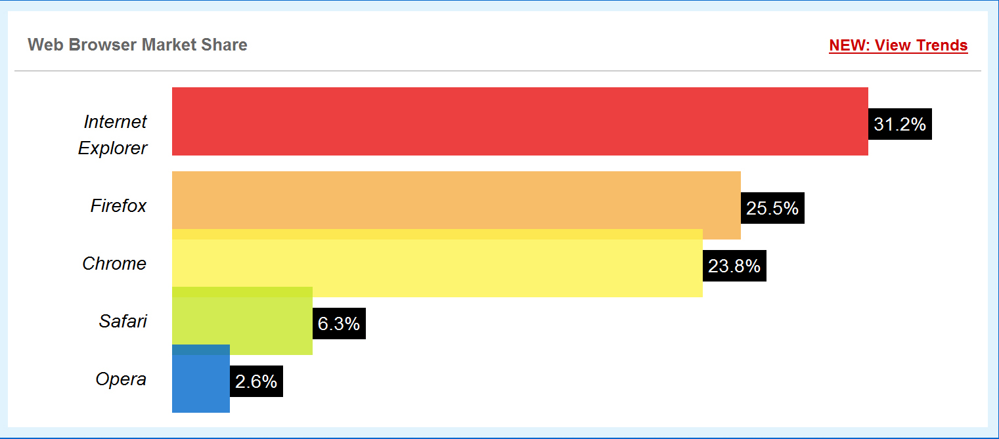 Web Browser Market Share
NEW: View Trends
Internet
Explorer
31.2%
Firefox
25.5%
Chrome
23.8%
Safari
6.3%
Opera
2.6%